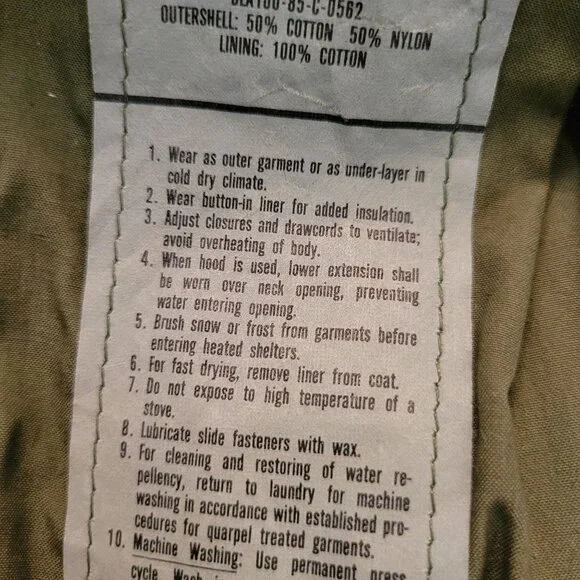 DLA100-85-C-0562
OUTERSHELL: 50% COTTON 50% NYLON
LINING: 100% COTTON
1. Wear as outer garment or as under-layer in
cold dry climate.
2. Wear button-in liner for added insulation.
3. Adjust closures and drawcords to ventilate;
avoid overheating of body.
4. When hood is used, lower extension shall
be worn over neck opening, preventing
water entering opening.
5. Brush snow or frost from garments before
entering heated shelters.
6. For fast drying, remove liner from coat.
7. Do not expose to high temperature of a
stove.
8. Lubricate slide fasteners with wax.
9. For cleaning and restoring of water re-
pellency, return to laundry for machine
washing in accordance with established pro-
cedures for quarpel treated garments.
10. Machine Washing: Use permanent press
cycle